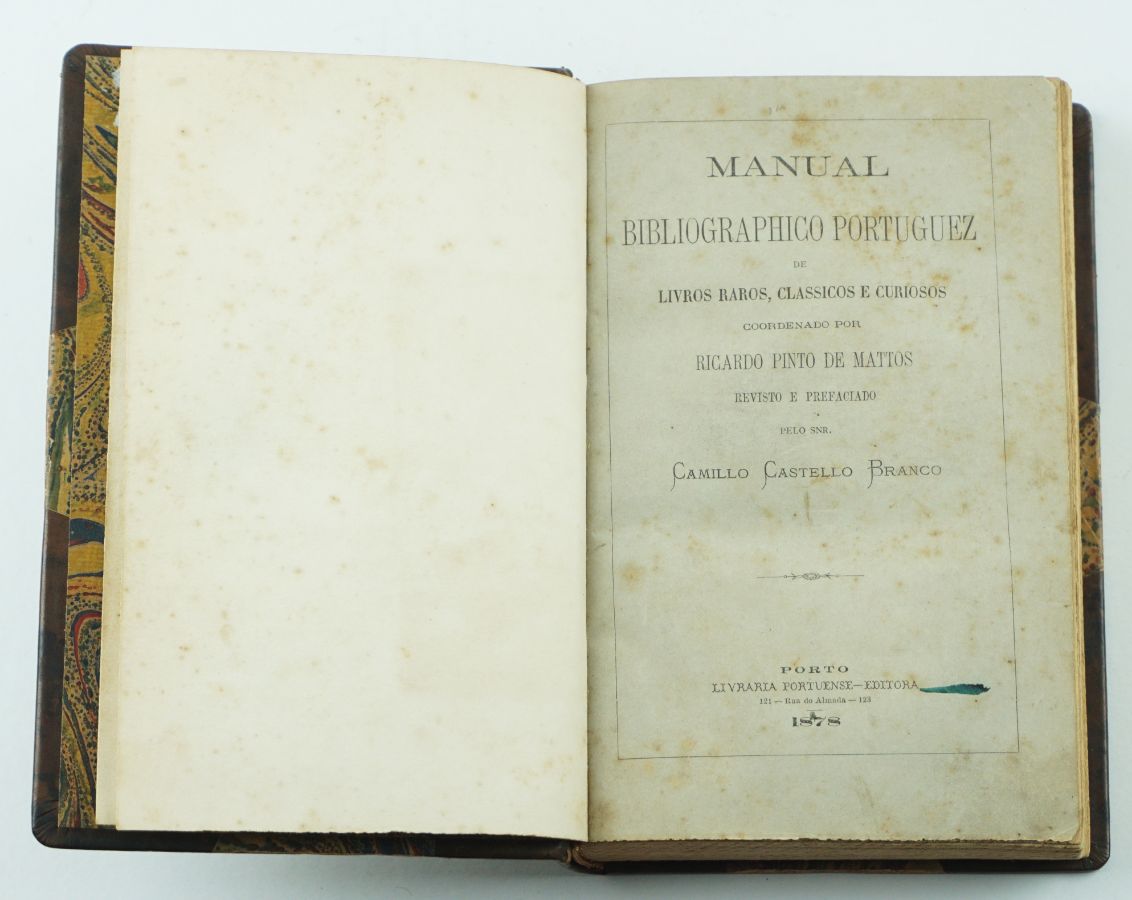 MANUAL
BIBLIOGRAPHICO PORTUGUEZ
DE
LIVROS RAROS, CLASSICOS E CURIOSOS
COORDENADO POR
RICARDO PINTO DE MATTOS
REVISTO E PREFACIADO
PELO SNR.
CAMILLO CASTELLO BRANCO
PORTO
LIVRARIA PORTUENSE—EDITORA
121 — Rua do Almada — 123
1878